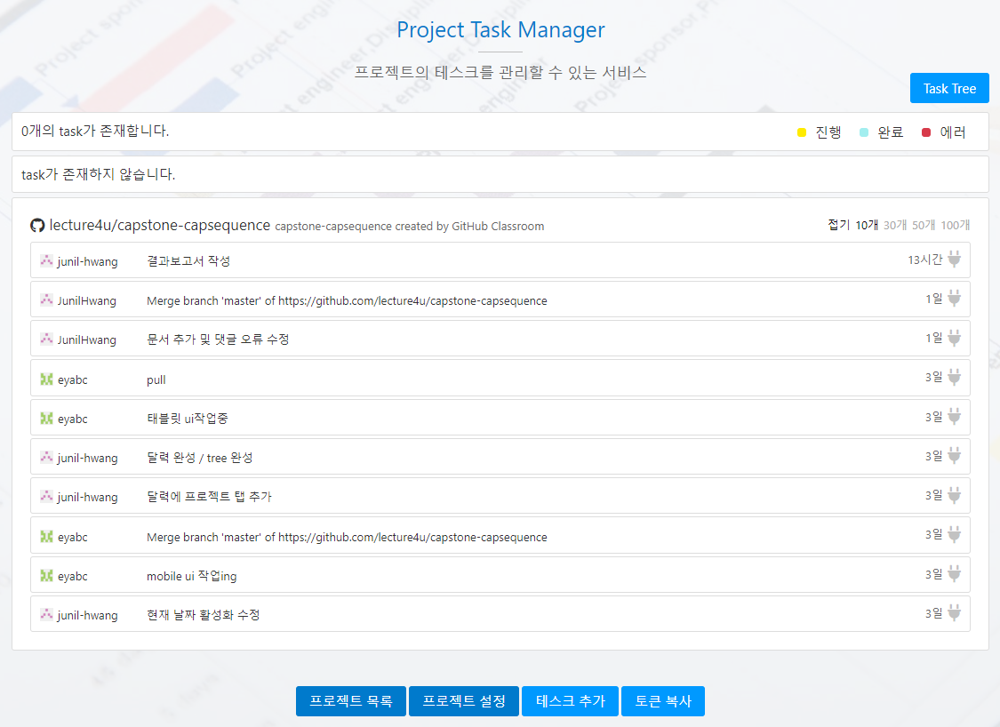 Project Task Manager
프로젝트의 테스크를 관리할 수 있는 서비스
Task Tree
0개의 task가 존재합니다.
진행 완료 에러
task가 존재하지 않습니다.
lecture4u/capstone-capsequence capstone-capsequence created by GitHub Classroom 접기 10개 30개 50개 100개
junil-hwang 결과보고서 작성 13시간
JunilHwang Merge branch 'master' of https://github.com/lecture4u/capstone-capsequence 1일
JunilHwang 문서 추가 및 댓글 오류 수정 1일
eyabc pull 3일
eyabc 태블릿 ui작업중 3일
junil-hwang 달력 완성 / tree 완성 3일
junil-hwang 달력에 프로젝트 탭 추가 3일
eyabc Merge branch 'master' of https://github.com/lecture4u/capstone-capsequence 3일
eyabc mobile ui 작업ing 3일
junil-hwang 현재 날짜 활성화 수정 3일
프로젝트 목록 프로젝트 설정 테스크 추가 토큰 복사